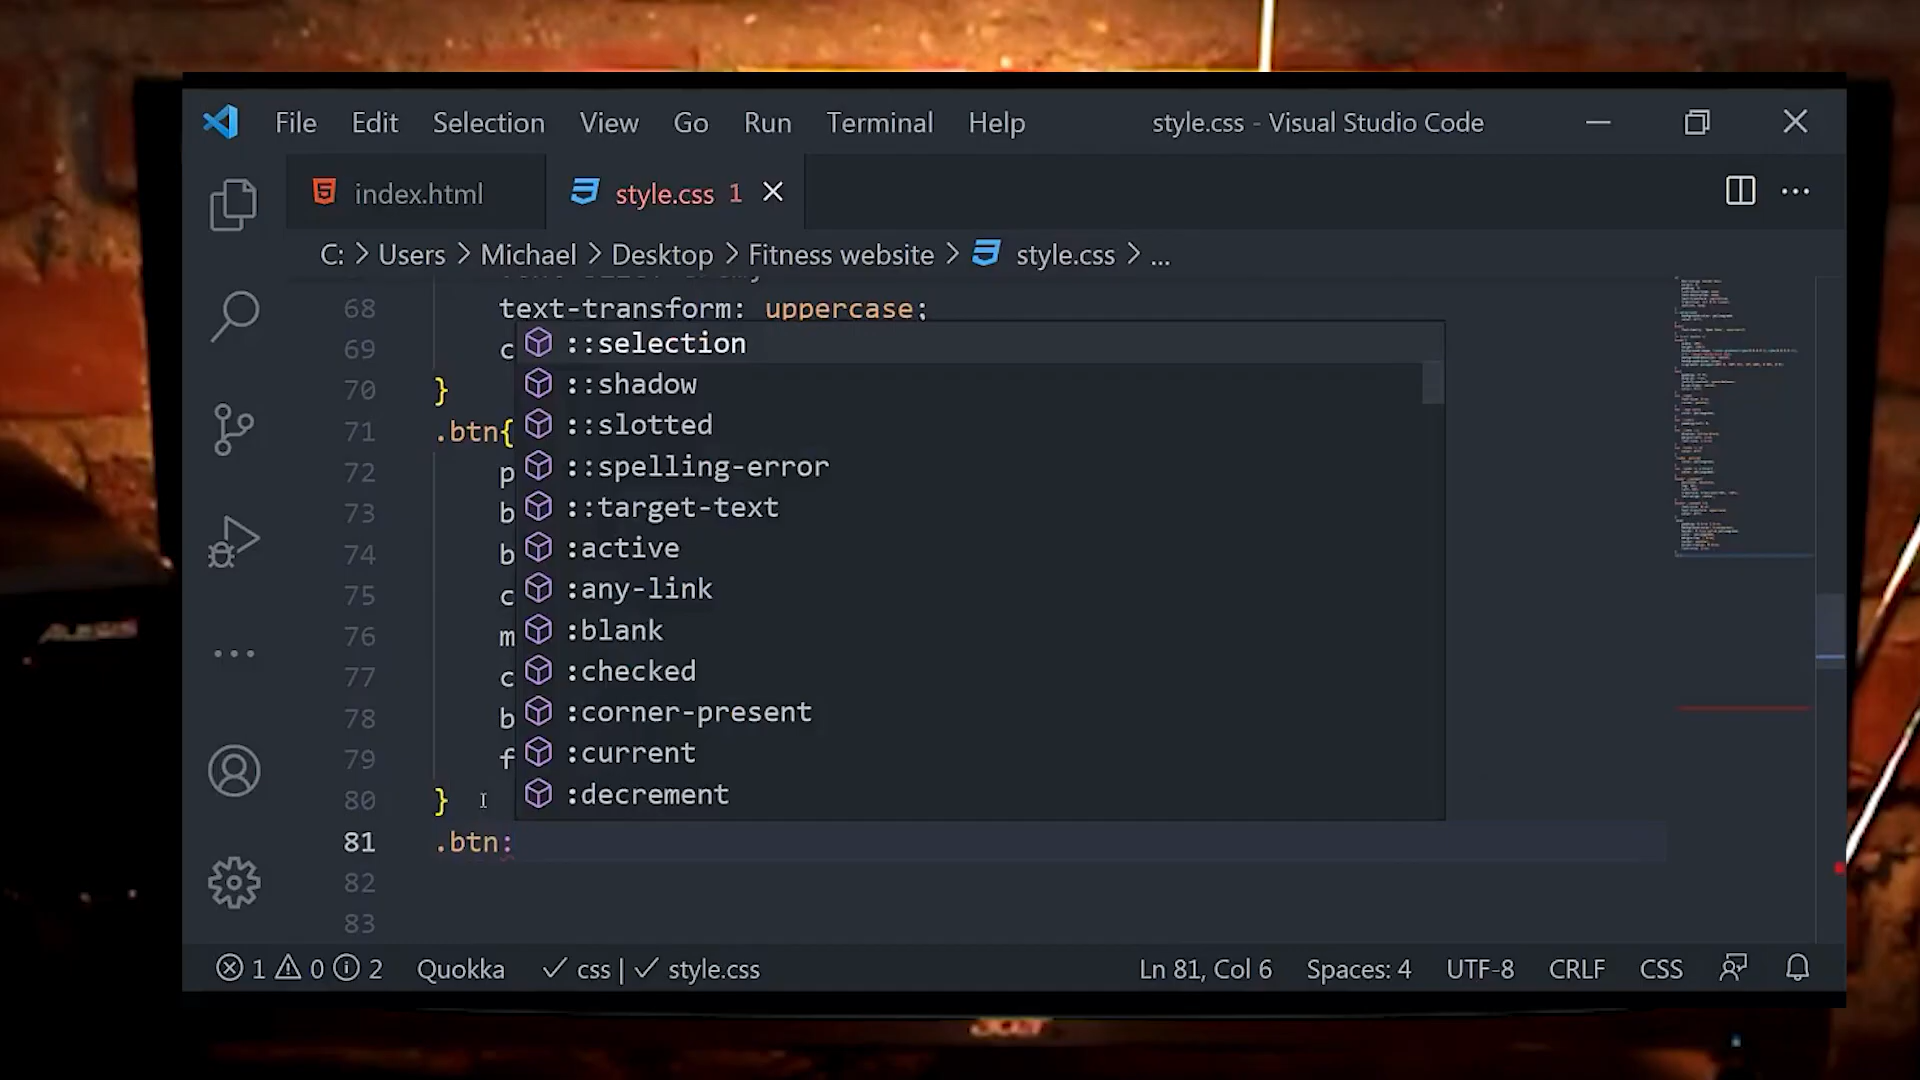 File Edit Selection View Go Run Terminal Help style.css - Visual Studio Code
index.html style.css 1
C: > Users > Michael > Desktop > Fitness website > style.css > ...
68 text-transform: uppercase;
69 c
70 }
71 .btn{
72 p
73 b
74 b
75 c
76 m
77 c
78 b
79 f
80 }
81 .btn:
82
83
::selection
::shadow
::slotted
::spelling-error
::target-text
:active
:any-link
:blank
:checked
:corner-present
:current
:decrement
1 0 2 Quokka css | style.css Ln 81, Col 6 Spaces: 4 UTF-8 CRLF CSS
ALESIS
acer